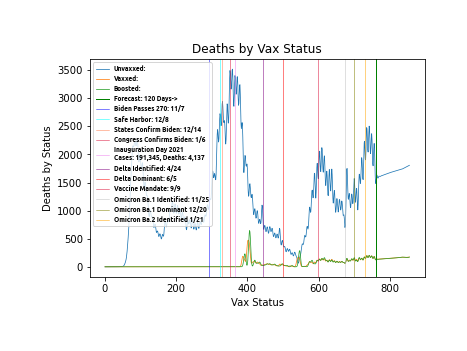 Deaths by Vax Status
Deaths by Status
3500
3000
2500
2000
1500
1000
500
0
Unvaxxed:
Vaxxed:
Boosted:
Forecast: 120 Days->
Biden Passes 270: 11/7
Safe Harbor: 12/8
States Confirm Biden: 12/14
Congress Confirms Biden: 1/6
Inauguration Day 2021
Cases: 191,345, Deaths: 4,137
Delta Identified: 4/24
Delta Dominant: 6/5
Vaccine Mandate: 9/9
Omicron Ba.1 Identified: 11/25
Omicron Ba.1 Dominant 12/20
Omicron Ba.2 Identified 1/21
0
200
400
600
800
Vax Status